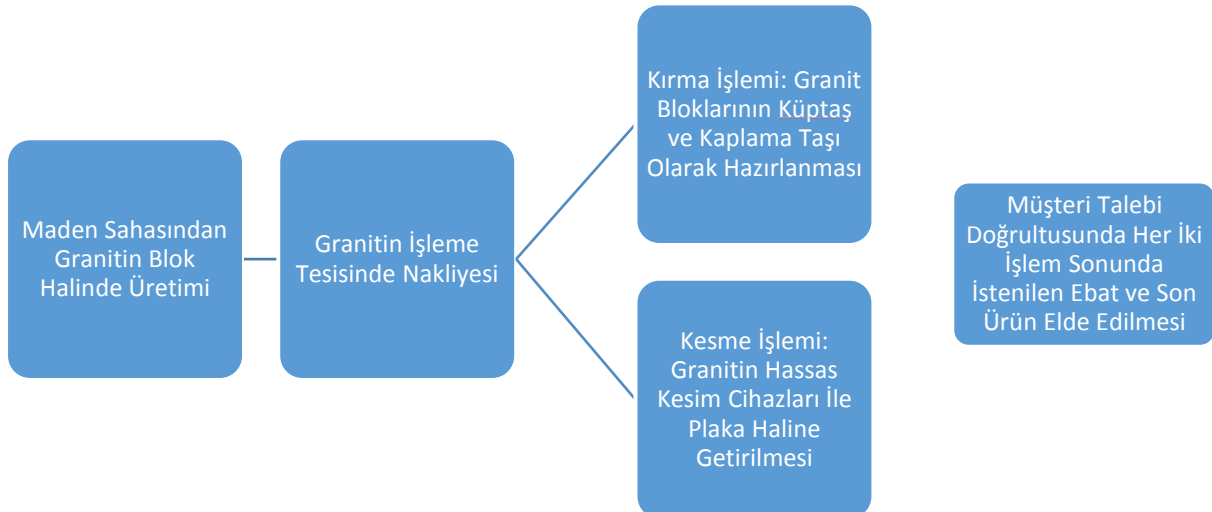 Maden Sahasından
Granitin Blok
Halinde Üretimi
Granitin İşleme
Tesisinde Nakliyesi
Kırma İşlemi: Granit
Bloklarının Küptaş
ve Kaplama Taşı
Olarak Hazırlanması
Kesme İşlemi:
Granitin Hassas
Kesim Cihazları İle
Plaka Haline
Getirilmesi
Müşteri Talebi
Doğrultusunda Her İki
İşlem Sonunda
İstenilen Ebat ve Son
Ürün Elde Edilmesi